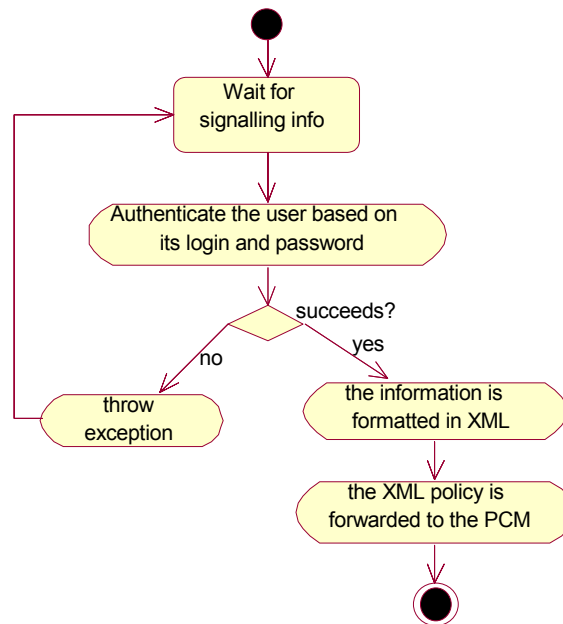 Wait for
signalling info
Authenticate the user based on
its login and password
succeeds?
no
yes
throw
exception
the information is
formatted in XML
the XML policy is
forwarded to the PCM